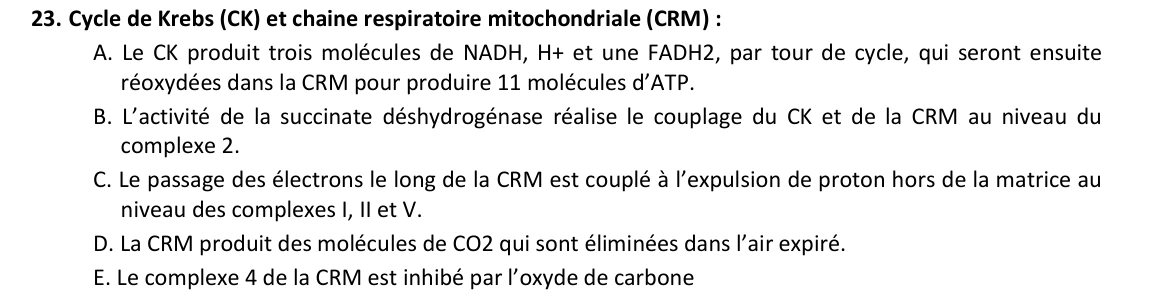 23. Cycle de Krebs (CK) et chaine respiratoire mitochondriale (CRM) :
A. Le CK produit trois molécules de NADH, H+ et une FADH2, par tour de cycle, qui seront ensuite
réoxydées dans la CRM pour produire 11 molécules d’ATP.
B. L’activité de la succinate déshydrogénase réalise le couplage du CK et de la CRM au niveau du
complexe 2.
C. Le passage des électrons le long de la CRM est couplé à l’expulsion de proton hors de la matrice au
niveau des complexes I, II et V.
D. La CRM produit des molécules de CO2 qui sont éliminées dans l’air expiré.
E. Le complexe 4 de la CRM est inhibé par l’oxyde de carbone